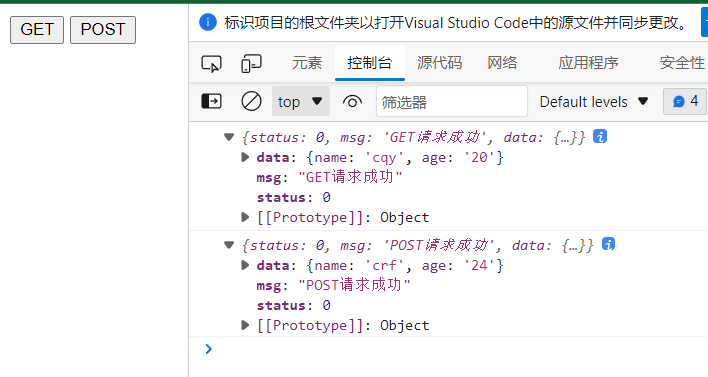 GET POST
标识项目的根文件夹以打开Visual Studio Code中的源文件并同步更改。
元素 控制台 源代码 网络 应用程序 安全性
top 筛选器 Default levels 4
{status: 0, msg: 'GET请求成功', data: {…}}
data: {name: 'cqy', age: '20'}
msg: "GET请求成功"
status: 0
[[Prototype]]: Object
{status: 0, msg: 'POST请求成功', data: {…}}
data: {name: 'crf', age: '24'}
msg: "POST请求成功"
status: 0
[[Prototype]]: Object